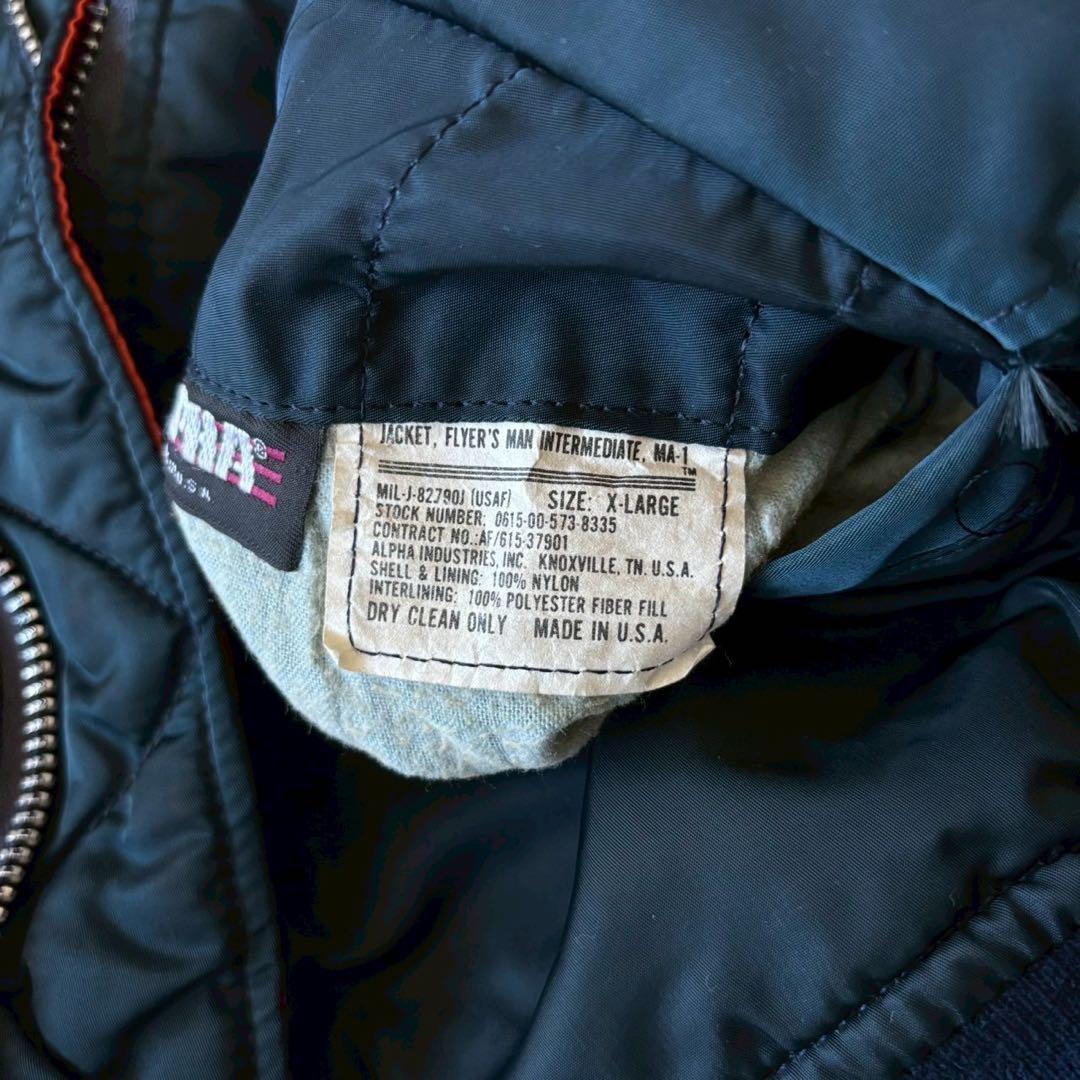 JACKET, FLYER'S MAN INTERMEDIATE, MA-1
™
MIL-J-82790J (USAF) SIZE: X-LARGE
STOCK NUMBER: 0615-00-573-8335
CONTRACT NO.:AF/615-37901
ALPHA INDUSTRIES, INC. KNOXVILLE, TN. U.S.A.
SHELL & LINING: 100% NYLON
INTERLINING: 100% POLYESTER FIBER FILL
DRY CLEAN ONLY MADE IN U.S.A.